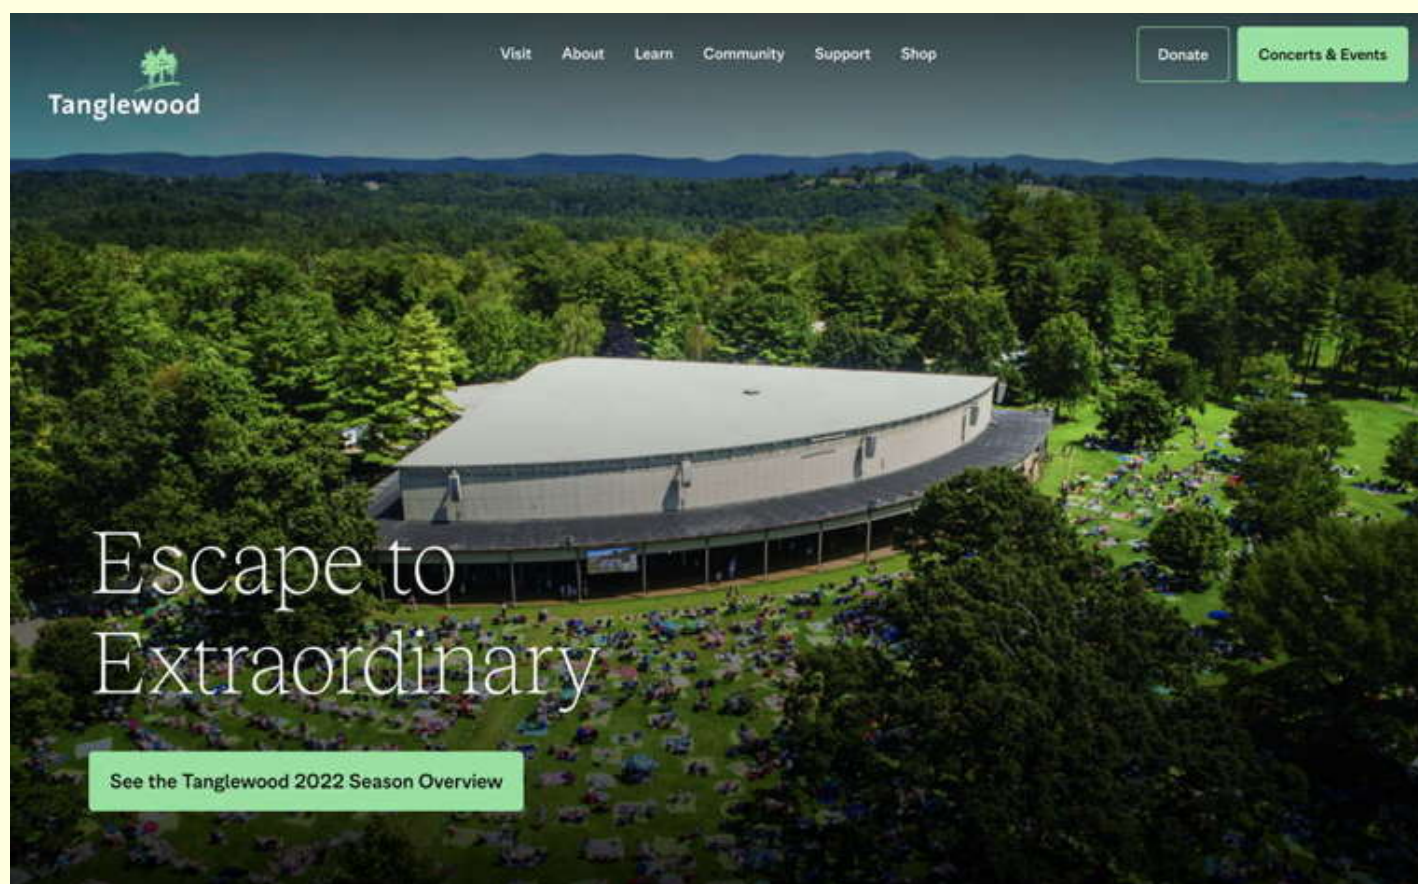 Tanglewood
Visit About Learn Community Support Shop
Donate
Concerts & Events
Escape to
Extraordinary
See the Tanglewood 2022 Season Overview